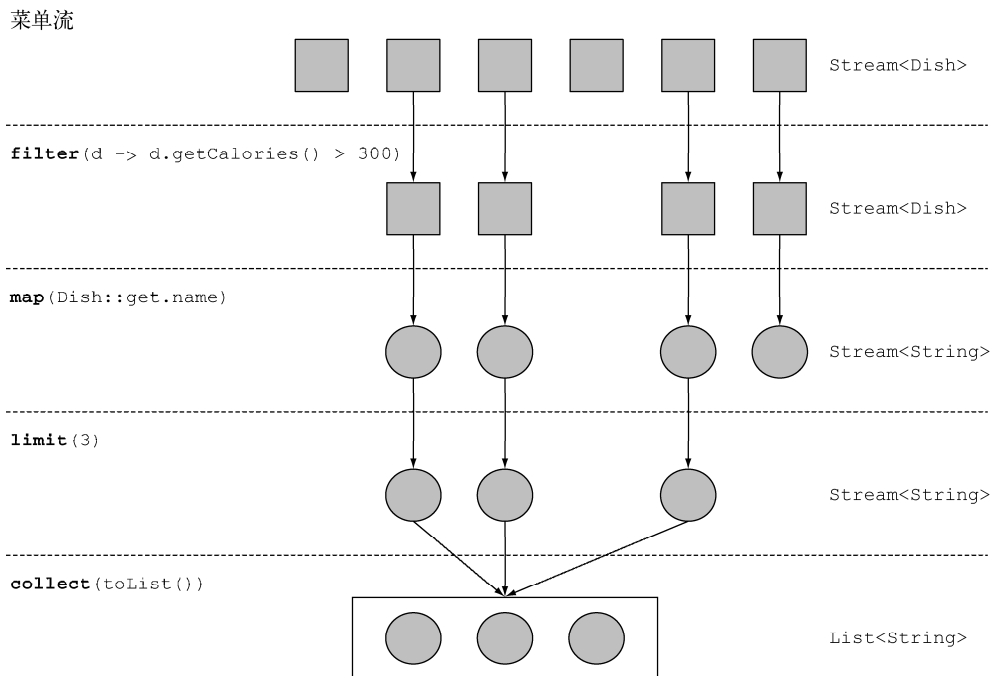 菜单流
Stream<Dish>
filter(d -> d.getCalories() > 300)
Stream<Dish>
map(Dish::get.name)
Stream<String>
limit(3)
Stream<String>
collect(toList())
List<String>